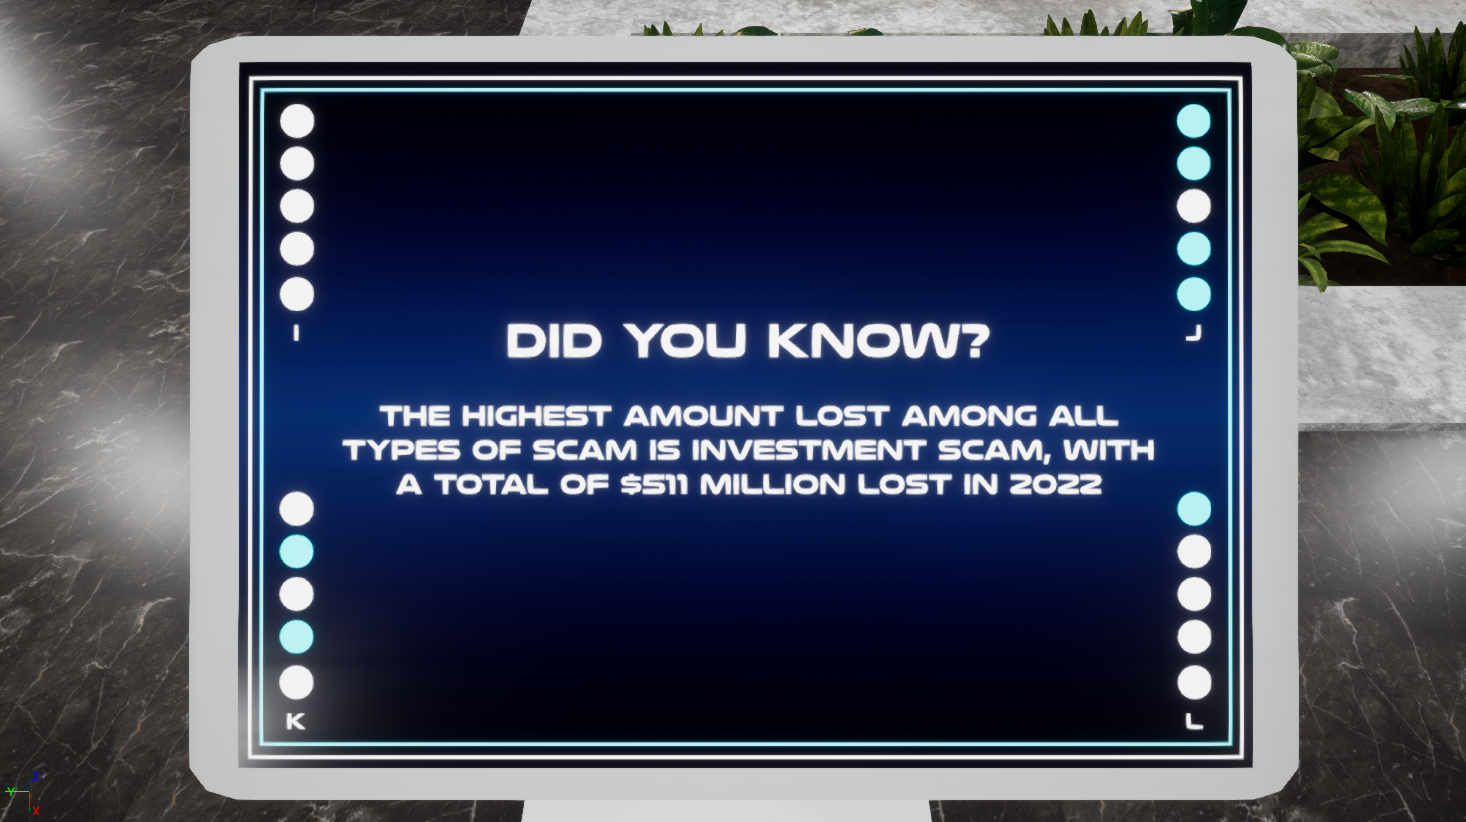 I
J
DID YOU KNOW?
THE HIGHEST AMOUNT LOST AMONG ALL
TYPES OF SCAM IS INVESTMENT SCAM, WITH
A TOTAL OF $511 MILLION LOST IN 2022
K
L
Z
Y
X